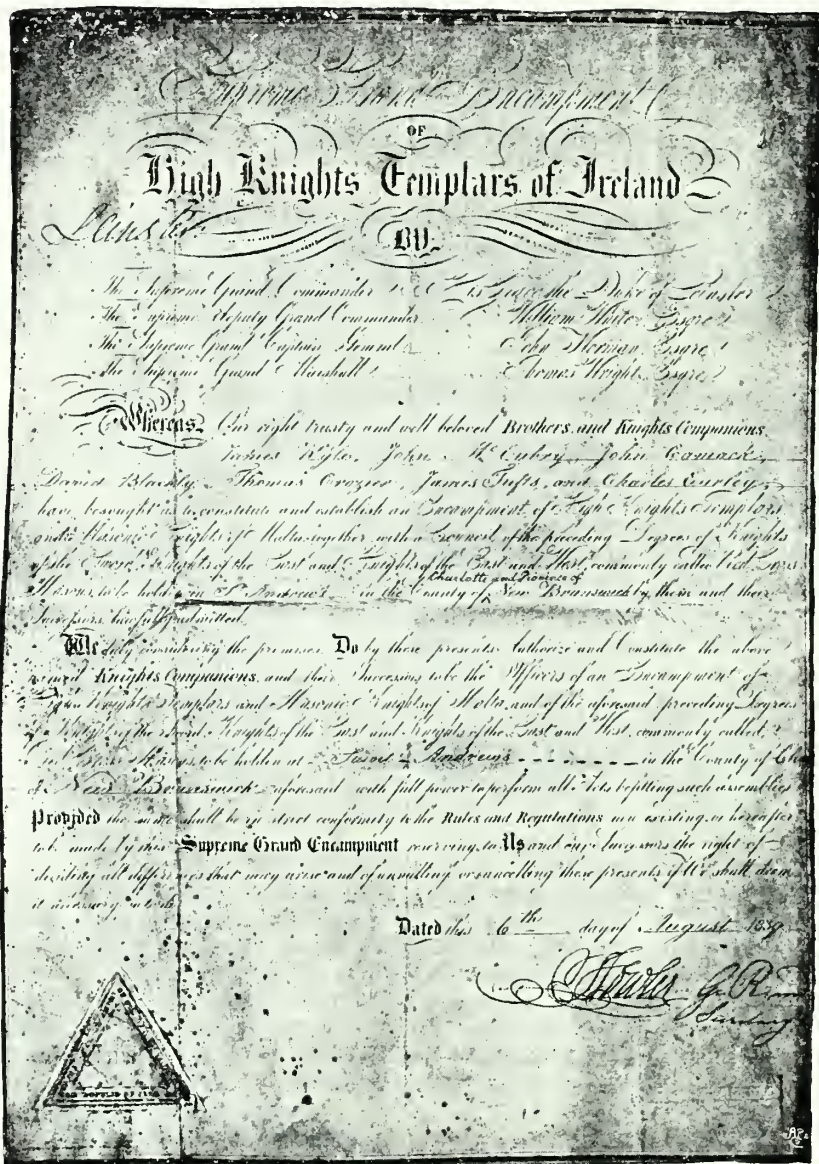 Supreme Grand Encampment
OF
High Knights Templars of Ireland
Leinster
BY
The Supreme Grand Commander His Grace the Duke of Leinster
The Supreme Deputy Grand Commander William White Esqre
The Supreme Grand Captain General John Norman Esqre
The Supreme Grand Marshall Thomas Wright Esqre
Whereas Our right trusty and well beloved Brothers and Knights Companions
James Kyle, John John
David Thomas Crozier, James Tufts, and Charles
have besought us to constitute and establish an Encampment of High Knights Templars
and Masonic Knights of Malta together with a Council of the preceding Degrees of Knights
of the Sword Knights of the East and Knights of the East and West, commonly called Red Cross
Charlotte and Province of
Masons, to be held in St Andrew's in the County of New Brunswick by them and their
Successors lawfully admitted.
We duly considering the premises Do by these presents Authorize and Constitute the above
named Knights Companions, and their Successors to be the Officers of an Encampment of
High Knights Templars and Masonic Knights of Malta, and of the aforesaid preceding Degrees
of Knights of the Sword Knights of the East and Knights of the East and West, commonly called
Red Cross Masons to be holden at Saint Andrews in the County of
of New Brunswick aforesaid with full power to perform all Acts befitting such assemblies
Provided the same shall be in strict conformity to the Rules and Regulations now existing or hereafter
to be made by this Supreme Grand Encampment reserving to Us and our Successors the right of
deciding all differences that may arise and of annulling or cancelling these presents if We shall deem
it necessary
Dated this 6th day of August
Fowler